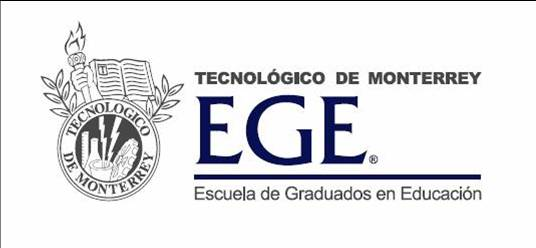 TECNOLOGICO
DE MONTERREY
TECNOLÓGICO DE MONTERREY
EGE®
Escuela de Graduados en Educación